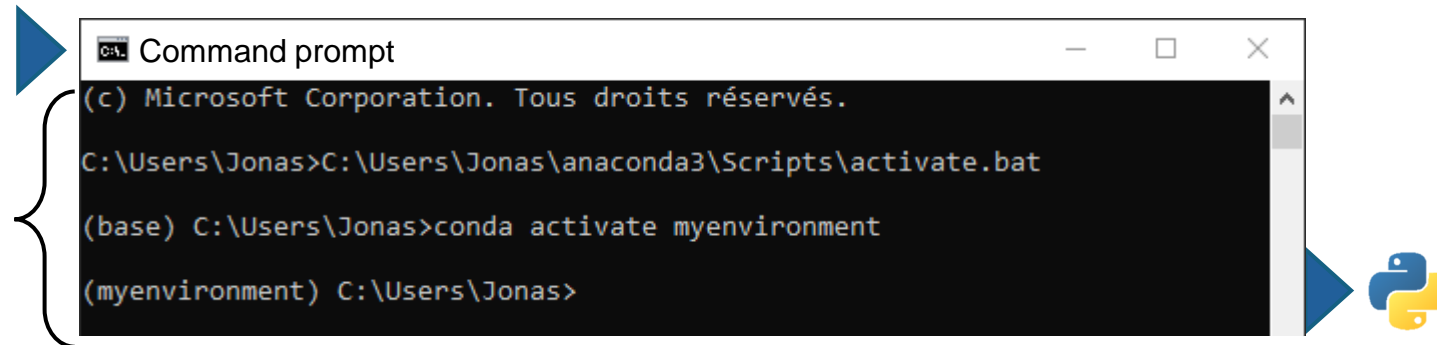 Command prompt
(c) Microsoft Corporation. Tous droits réservés.
C:\Users\Jonas>C:\Users\Jonas\anaconda3\Scripts\activate.bat
(base) C:\Users\Jonas>conda activate myenvironment
(myenvironment) C:\Users\Jonas>